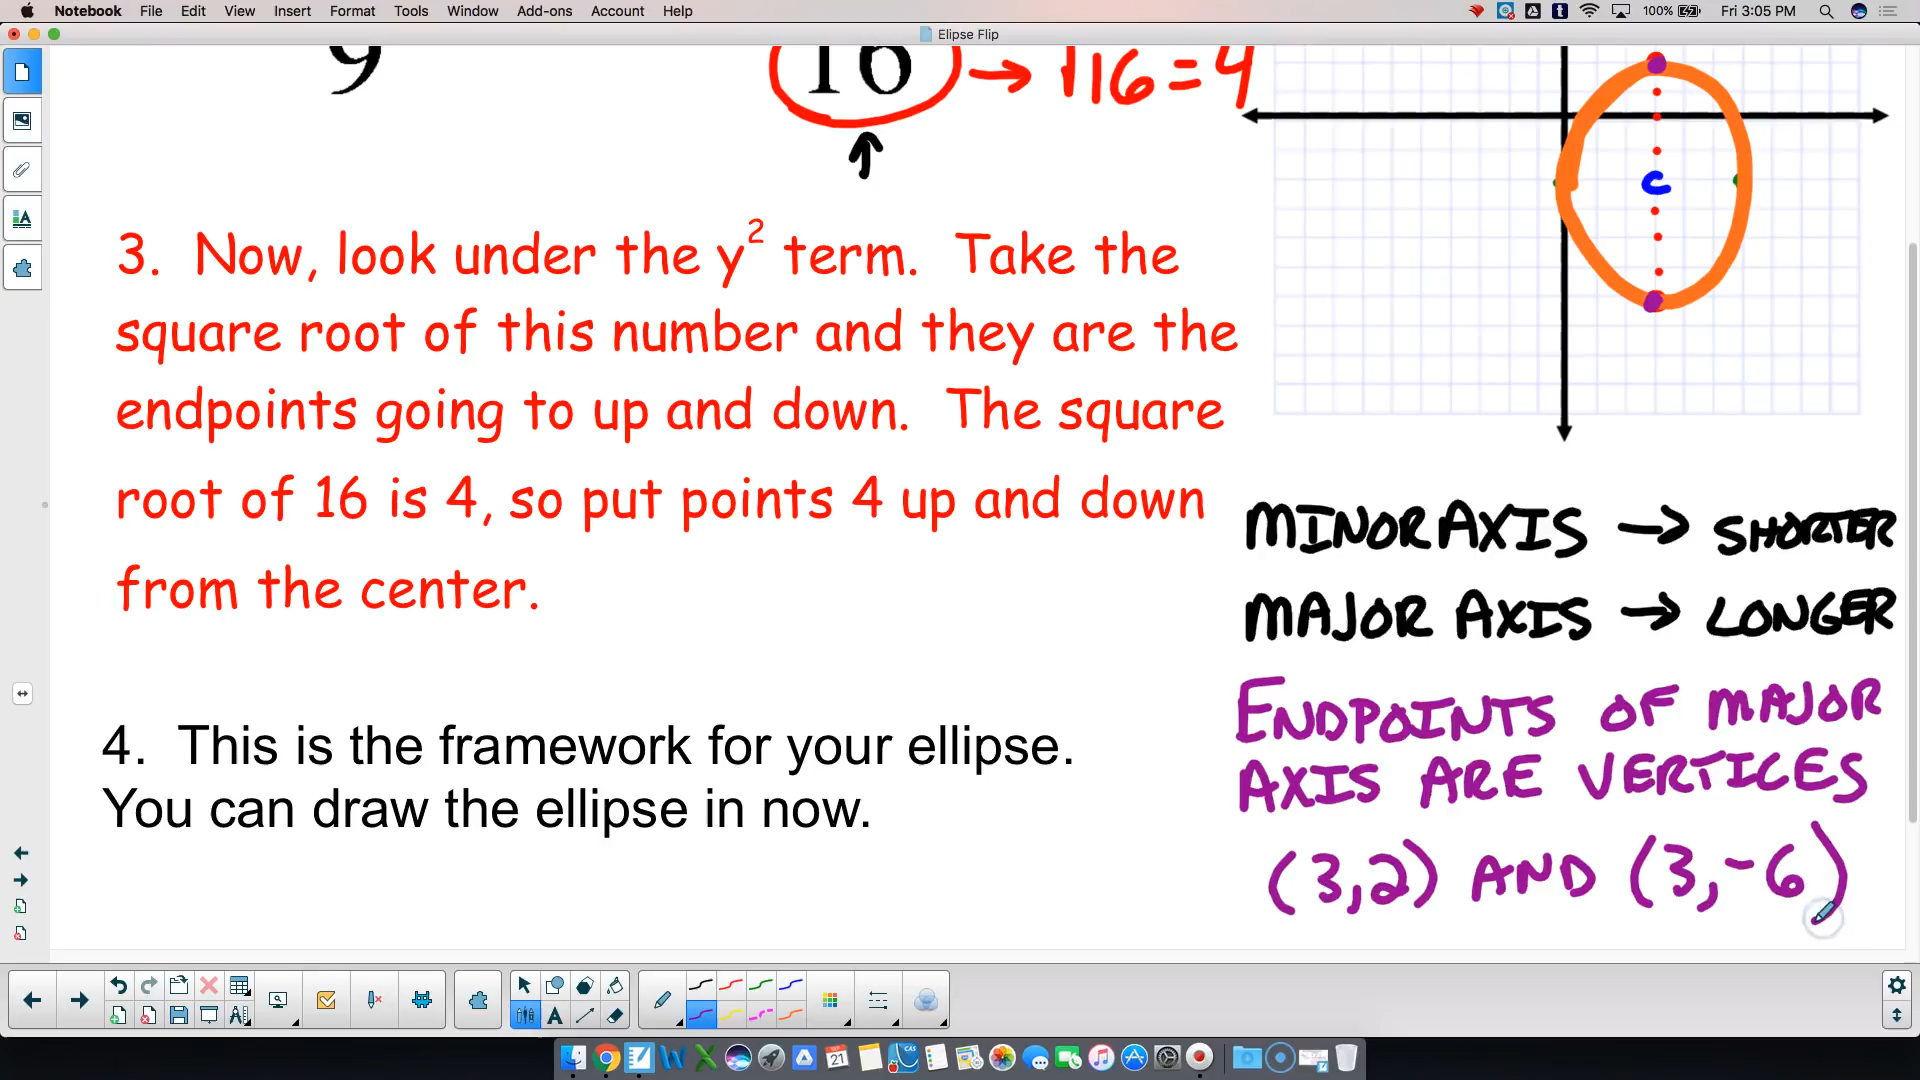 Notebook File Edit View Insert Format Tools Window Add-ons Account Help 100% Fri 3:05 PM
Elipse Flip
9 16 → √16 = 4
C
3. Now, look under the y² term. Take the
square root of this number and they are the
endpoints going to up and down. The square
root of 16 is 4, so put points 4 up and down
from the center.
4. This is the framework for your ellipse.
You can draw the ellipse in now.
MINOR AXIS → SHORTER
MAJOR AXIS → LONGER
ENDPOINTS OF MAJOR
AXIS ARE VERTICES
(3,2) AND (3,-6)